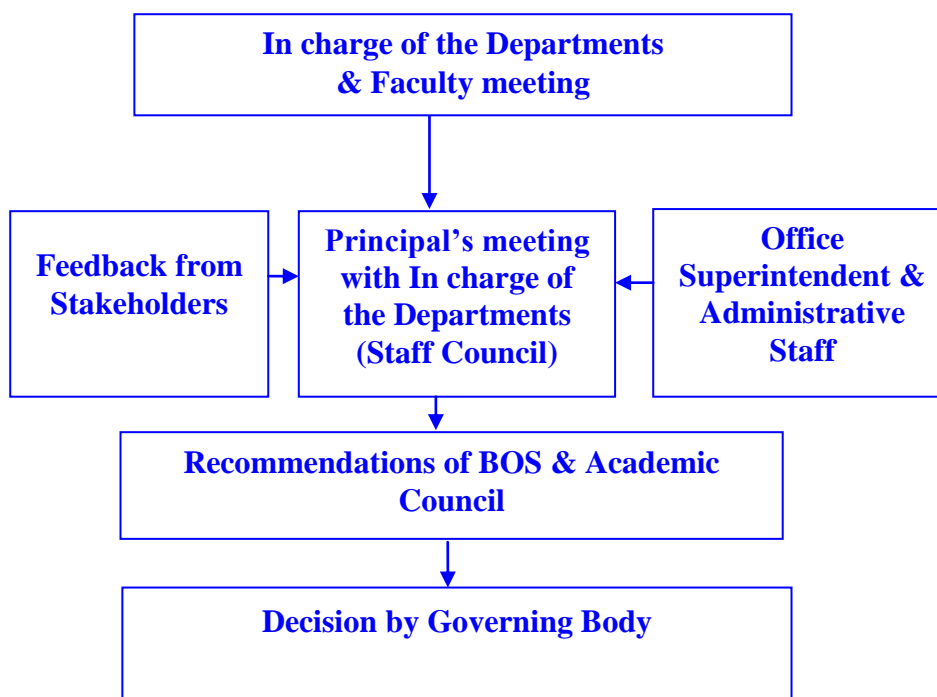 In charge of the Departments
& Faculty meeting
Feedback from
Stakeholders
Principal’s meeting
with In charge of
the Departments
(Staff Council)
Office
Superintendent &
Administrative
Staff
Recommendations of BOS & Academic
Council
Decision by Governing Body